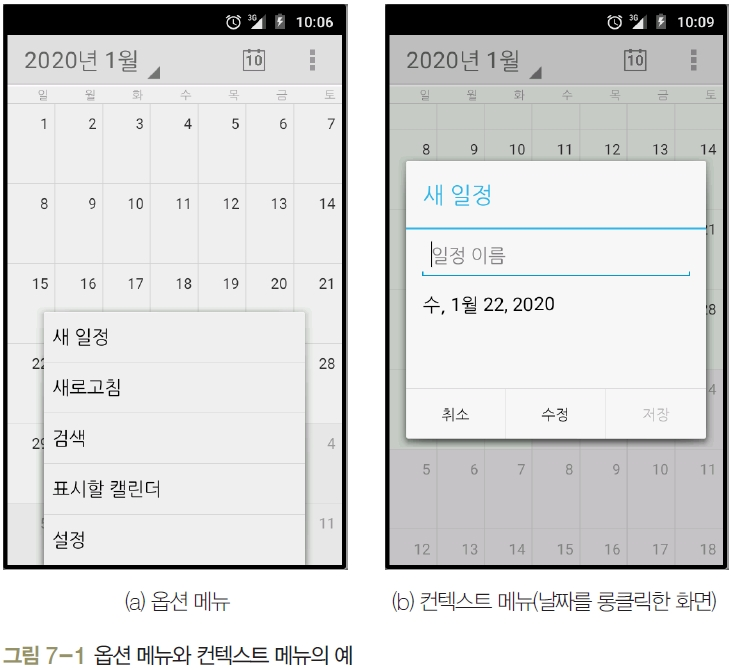 3G 10:06
2020년 1월 10
일 월 화 수 목 금 토
1 2 3 4 5 6 7
8 9 10 11 12 13 14
15 16 17 18 19 20 21
새 일정
22 28
새로고침
검색
29 4
표시할 캘린더
5 11
설정
(a) 옵션 메뉴
3G 10:09
2020년 1월 10
일 월 화 수 목 금 토
8 9 10 11 12 13 14
새 일정
21
일정 이름
수, 1월 22, 2020
28
4
취소 수정 저장
5 6 7 8 9 10 11
12 13 14 15 16 17 18
(b) 컨텍스트 메뉴(날짜를 롱클릭한 화면)
그림 7-1 옵션 메뉴와 컨텍스트 메뉴의 예